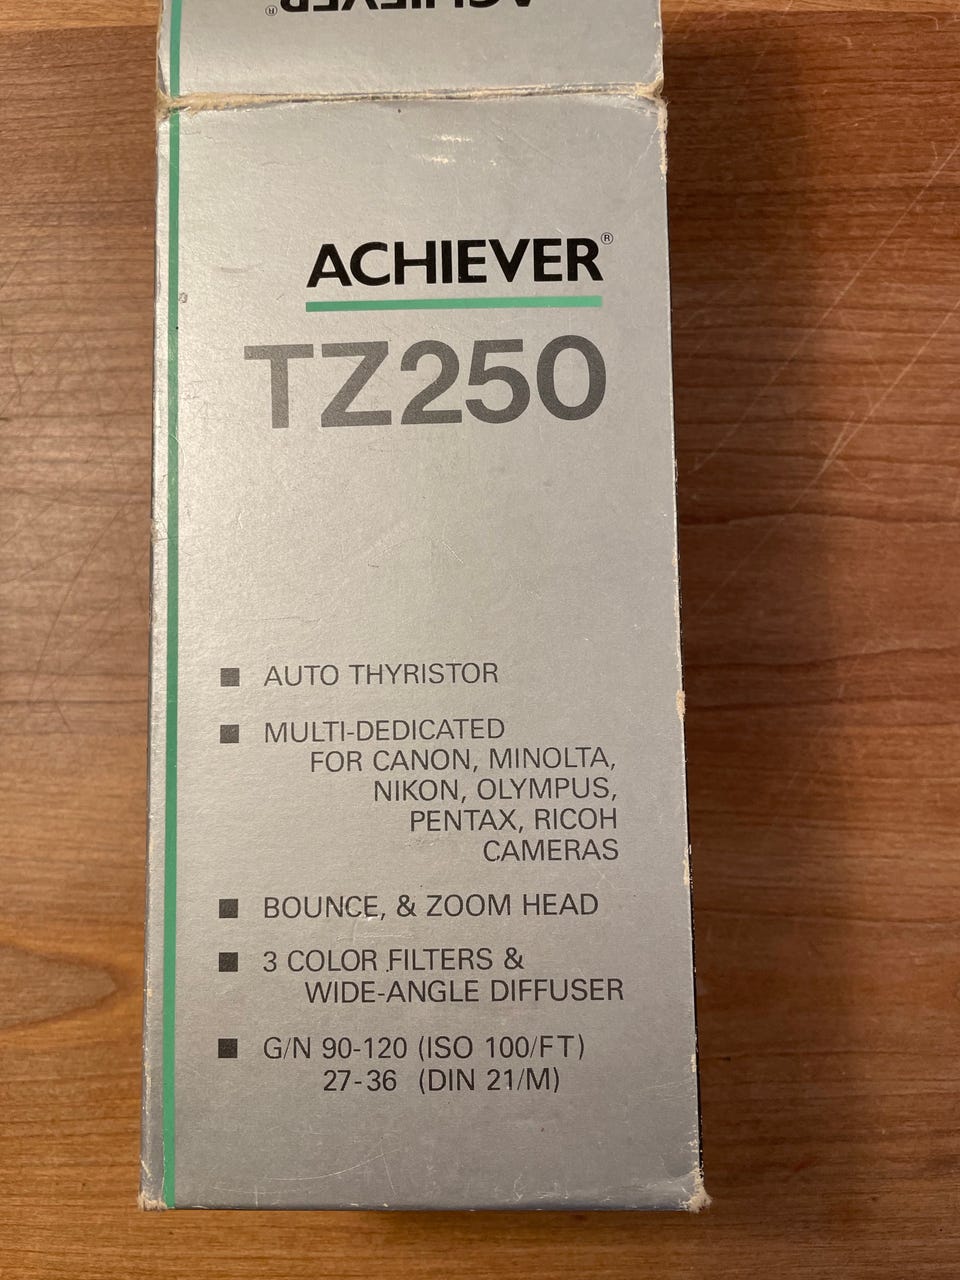 ACHIEVER®
ACHIEVER®
TZ250
■ AUTO THYRISTOR
■ MULTI-DEDICATED
FOR CANON, MINOLTA,
NIKON, OLYMPUS,
PENTAX, RICOH
CAMERAS
■ BOUNCE, & ZOOM HEAD
■ 3 COLOR FILTERS &
WIDE-ANGLE DIFFUSER
■ G/N 90-120 (ISO 100/FT)
27-36 (DIN 21/M)